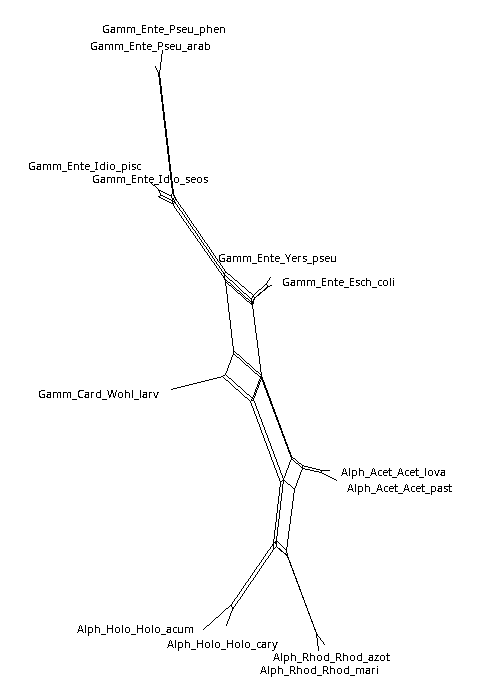 Gamm_Ente_Pseu_phen
Gamm_Ente_Pseu_arab
Gamm_Ente_Idio_pisc
Gamm_Ente_Idio_seos
Gamm_Ente_Yers_pseu
Gamm_Ente_Esch_coli
Gamm_Card_Wohl_larv
Alph_Acet_Acet_lova
Alph_Acet_Acet_past
Alph_Holo_Holo_acum
Alph_Holo_Holo_cary
Alph_Rhod_Rhod_azot
Alph_Rhod_Rhod_mari